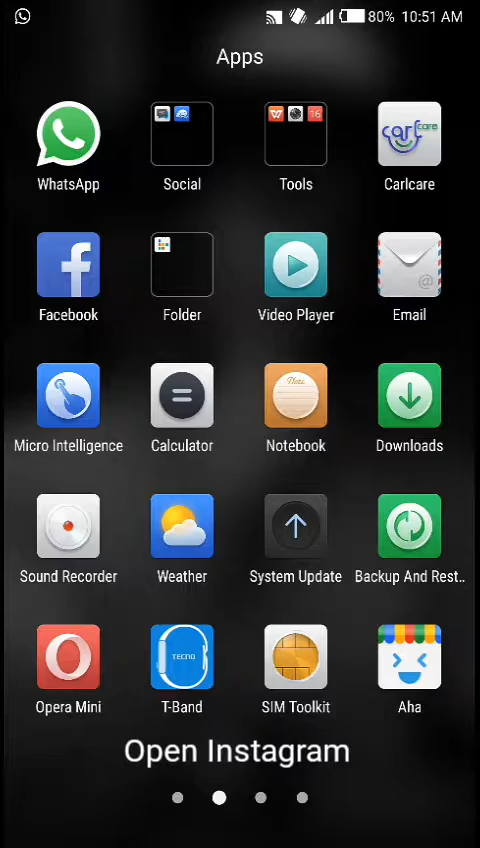 80% 10:51 AM
Apps
WhatsApp Social Tools Carlcare
Facebook Folder Video Player Email
Micro Intelligence Calculator Notebook Downloads
Sound Recorder Weather System Update Backup And Rest..
Opera Mini T-Band SIM Toolkit Aha
Open Instagram